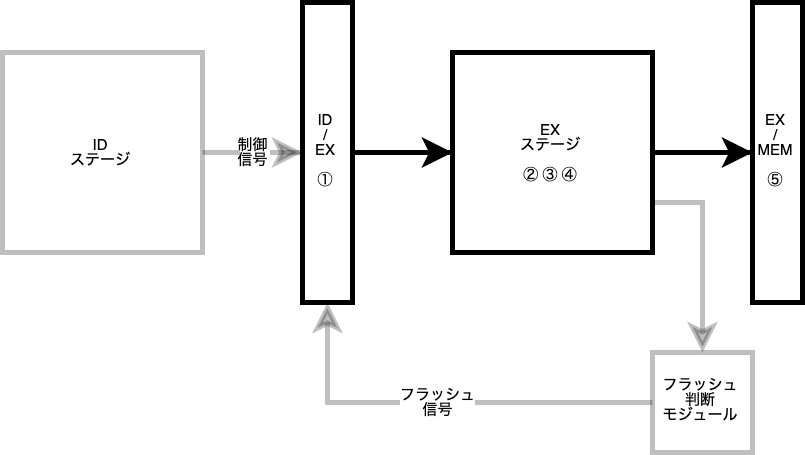 ID
ステージ
制御
信号
ID
/
EX
①
EX
ステージ
② ③ ④
EX
/
MEM
⑤
フラッシュ
信号
フラッシュ
判断
モジュール